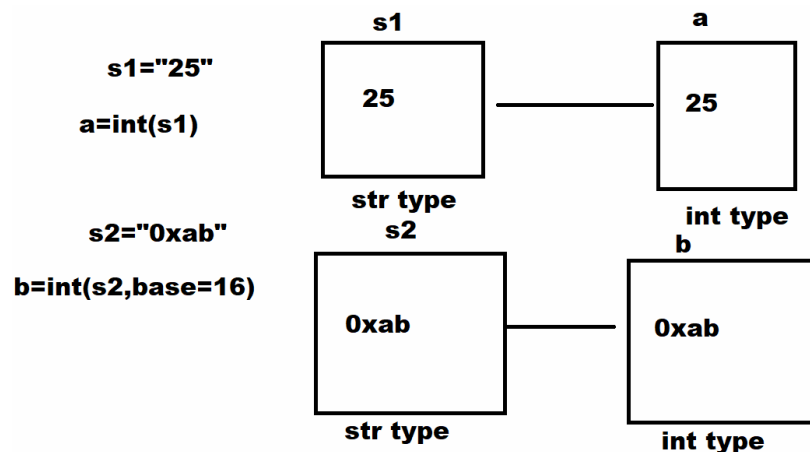 s1
a
s1="25"
25
25
a=int(s1)
str type
int type
s2="0xab"
s2
b
b=int(s2,base=16)
0xab
0xab
str type
int type